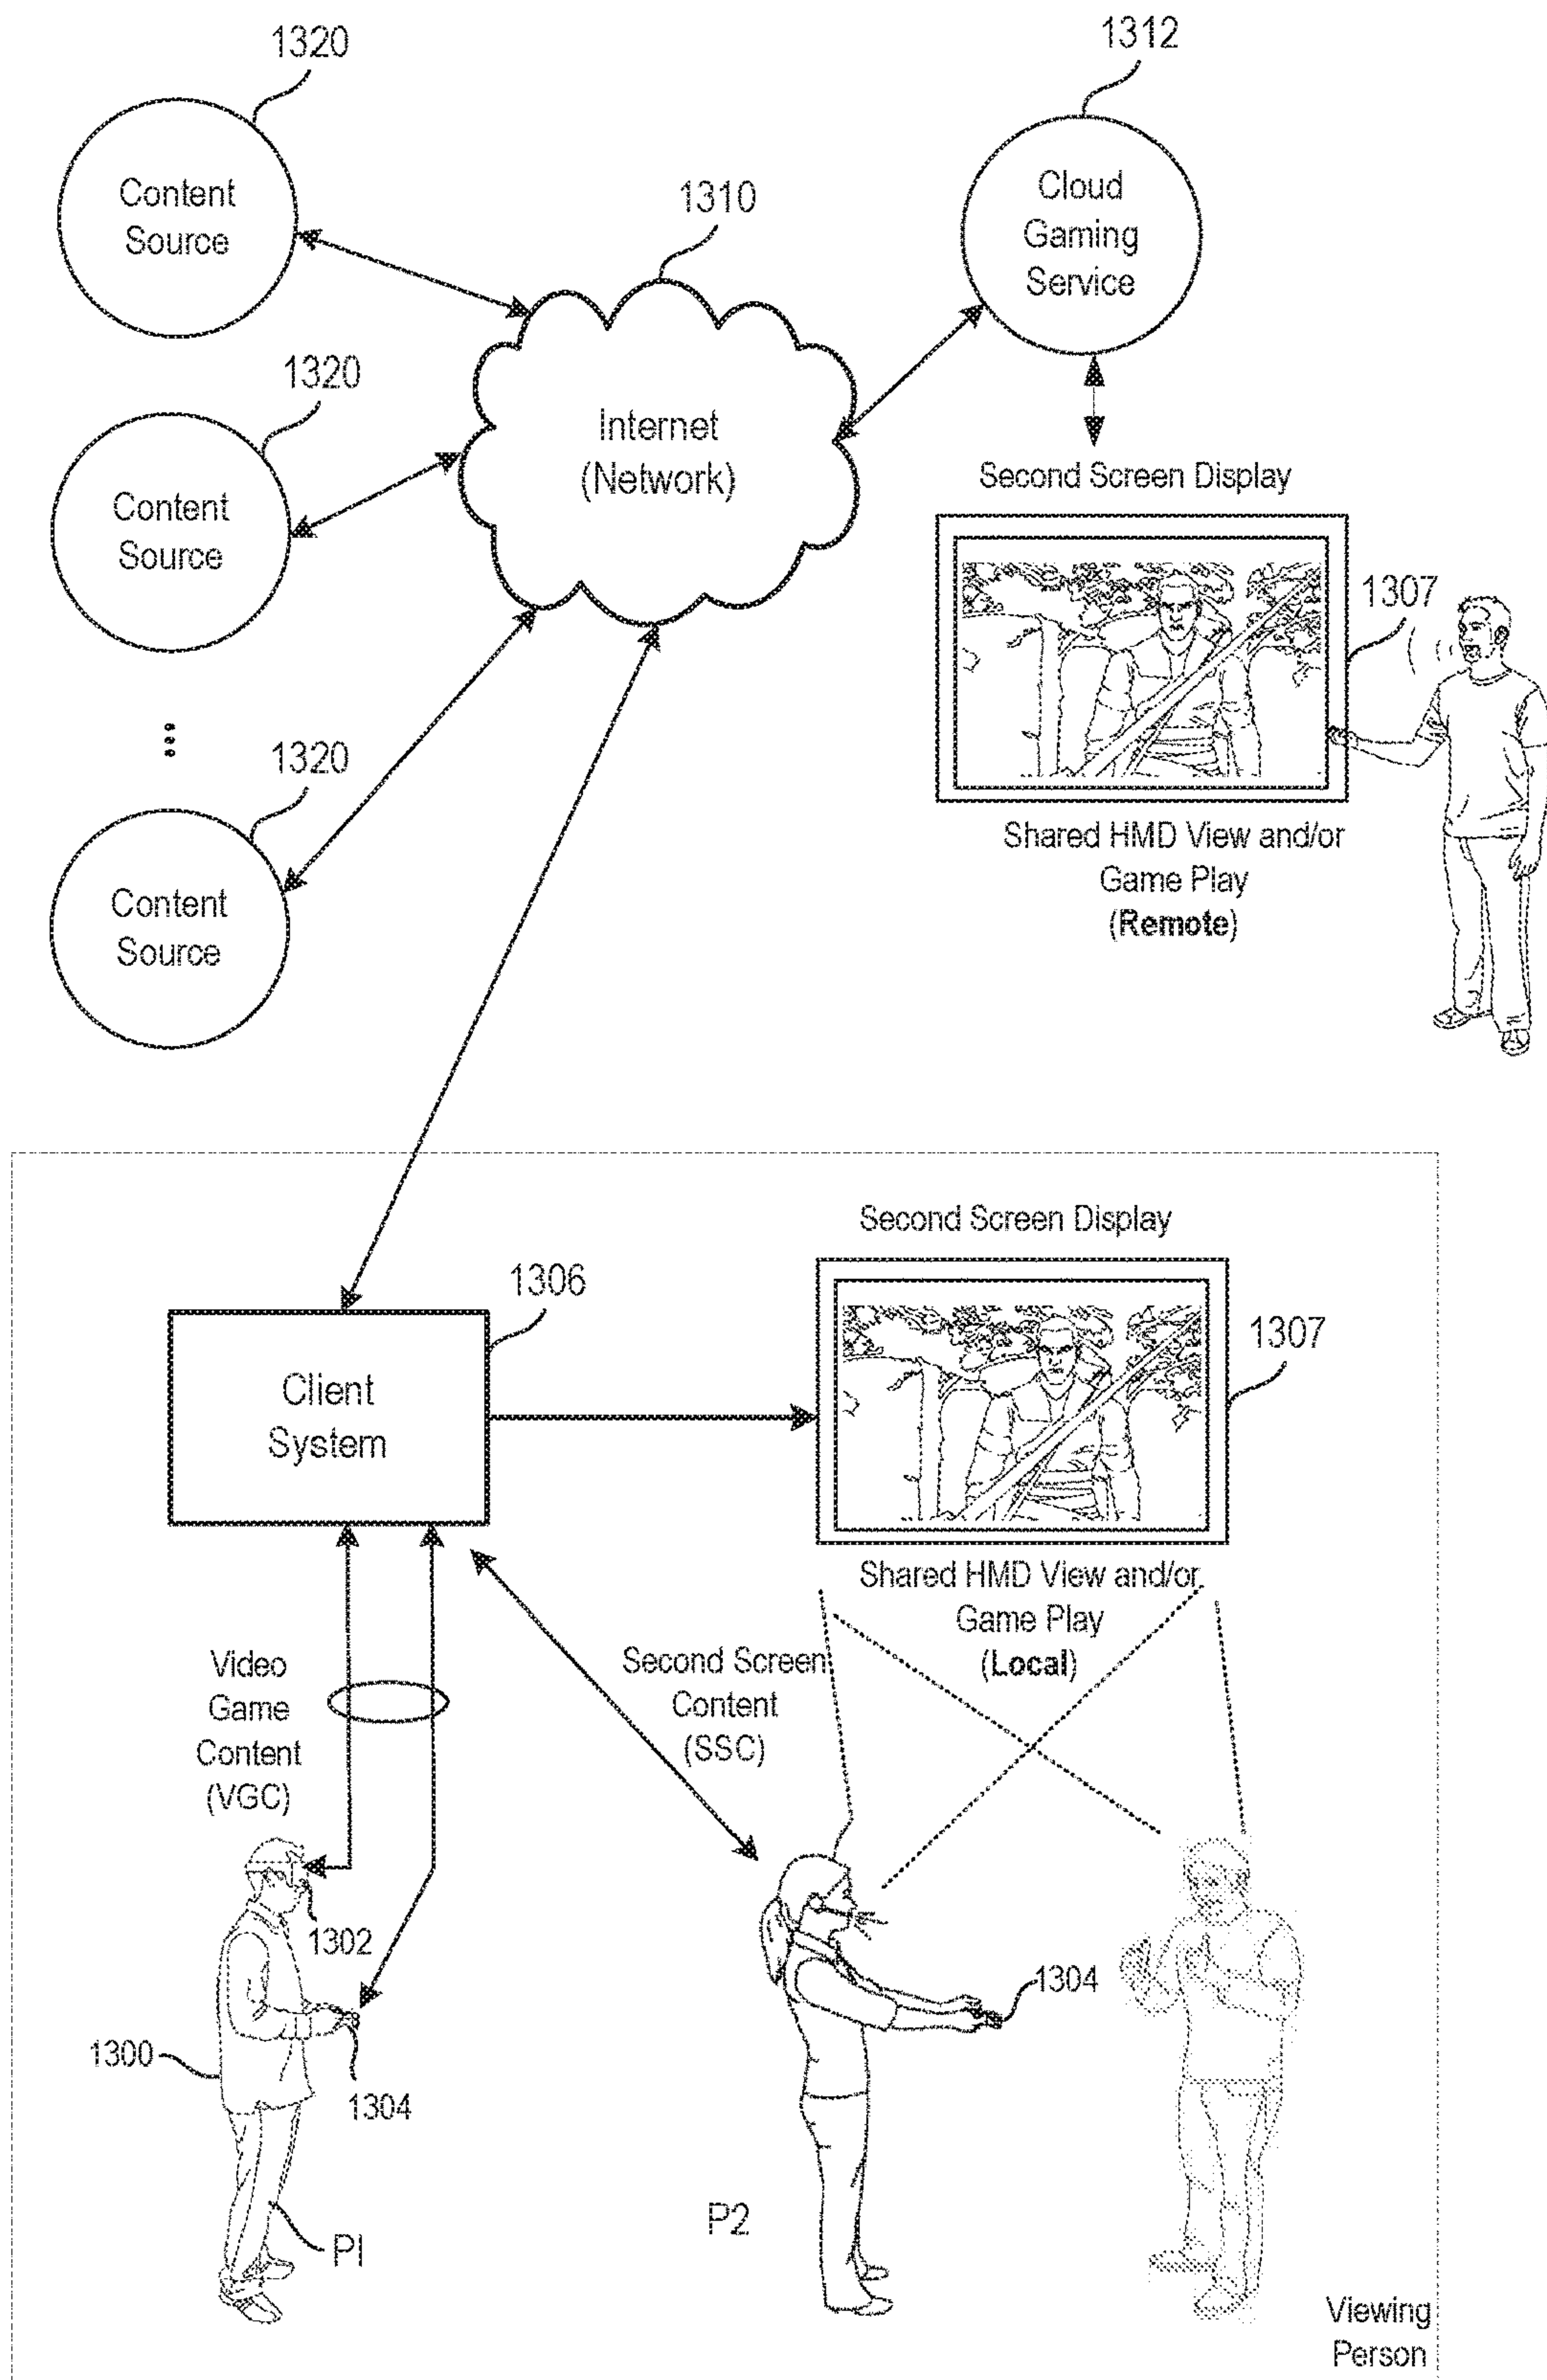 1320
1312
Content
Source
1310
Cloud
Gaming
Service
1320
Content
Source
Internet
(Network)
Second Screen Display
1307
1320
Shared HMD View and/or
Game Play
(Remote)
Content
Source
Second Screen Display
1306
1307
Client
System
Shared HMD View and/or
Game Play
(Local)
Video
Game
Content
(VGC)
Second Screen
Content
(SSC)
1302
1304
1300
1304
P2
PI
Viewing
Person